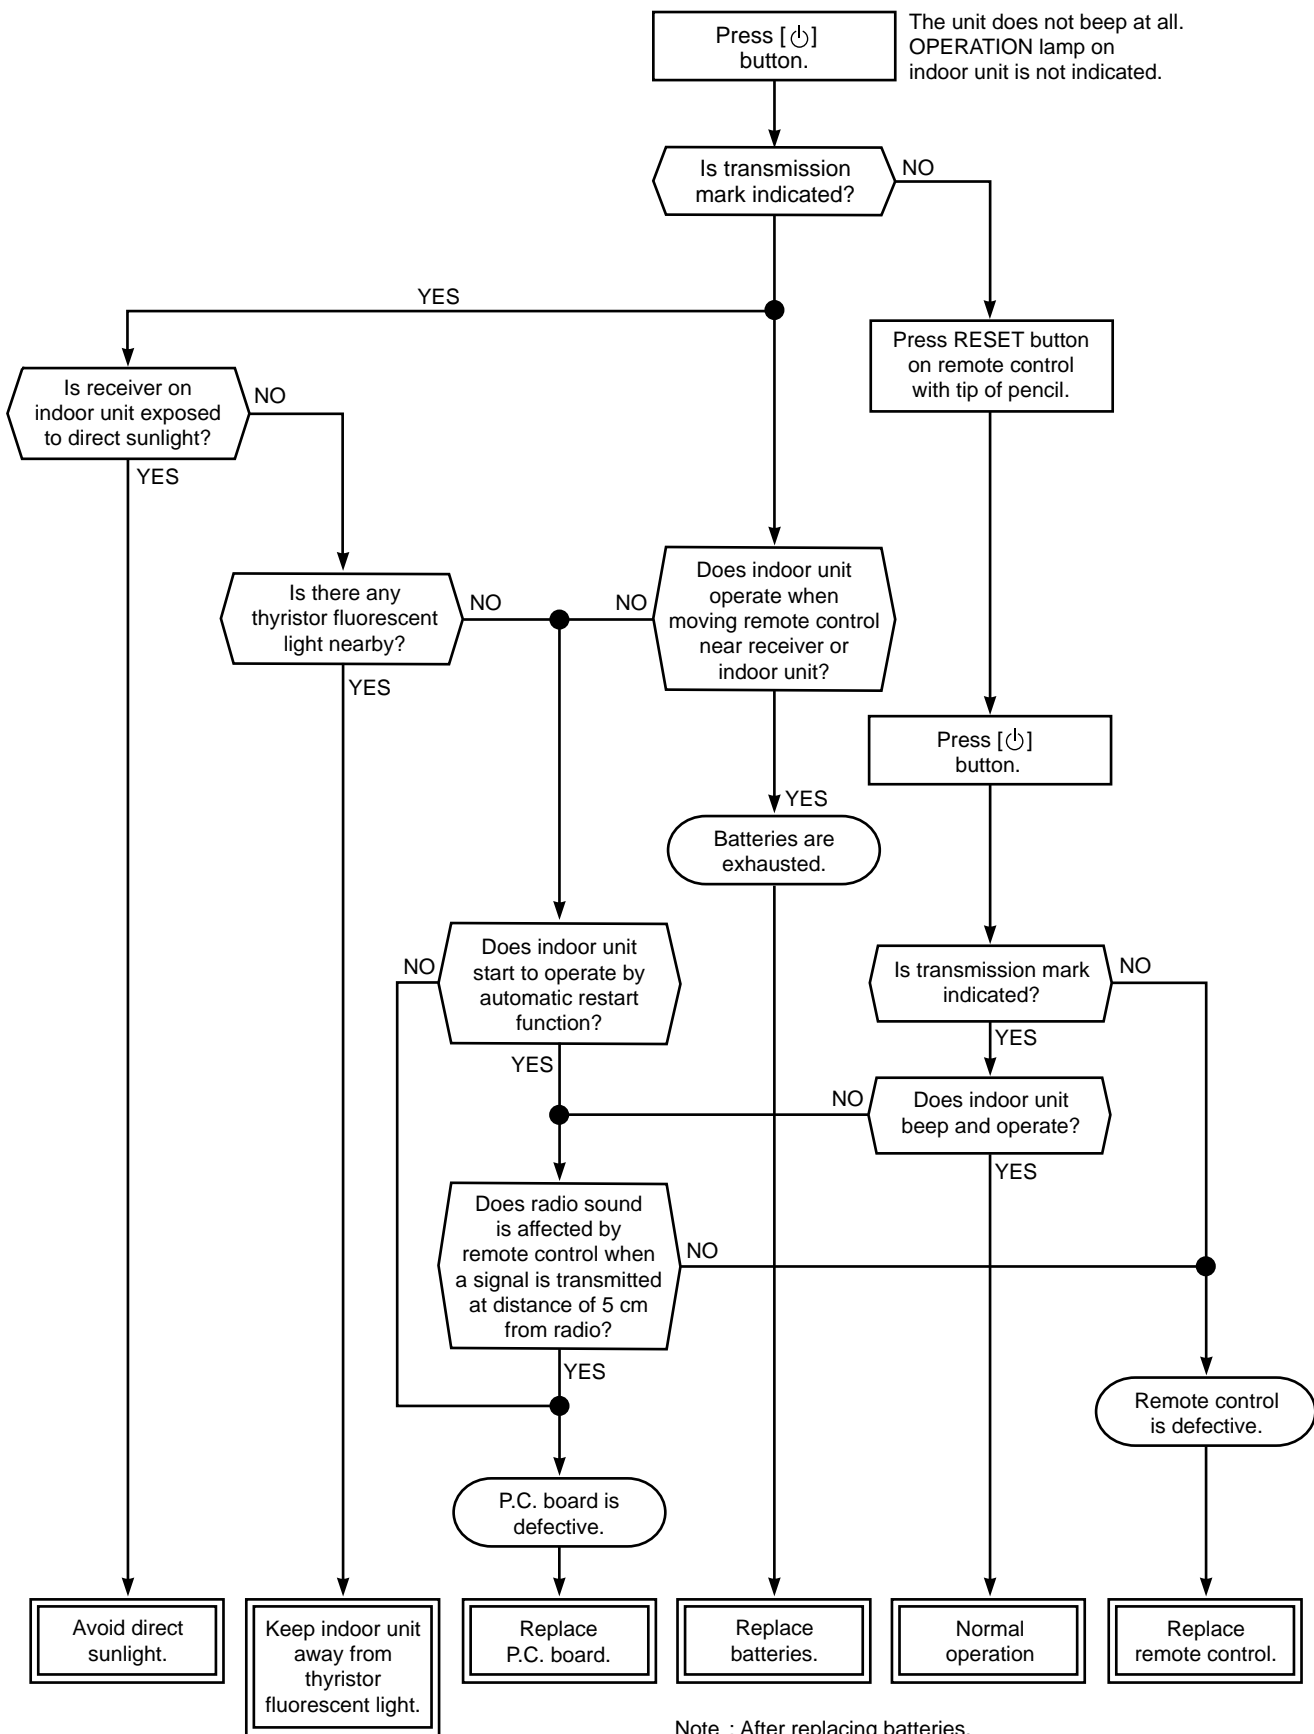 Press [⏻]
button.
The unit does not beep at all.
OPERATION lamp on
indoor unit is not indicated.
Is transmission
mark indicated?
NO
YES
Press RESET button
on remote control
with tip of pencil.
Is receiver on
indoor unit exposed
to direct sunlight?
NO
YES
Is there any
thyristor fluorescent
light nearby?
NO
YES
NO
Does indoor unit
operate when
moving remote control
near receiver or
indoor unit?
YES
Press [⏻]
button.
Batteries are
exhausted.
Does indoor unit
start to operate by
automatic restart
function?
NO
YES
Is transmission mark
indicated?
NO
YES
NO
Does indoor unit
beep and operate?
YES
Does radio sound
is affected by
remote control when
a signal is transmitted
at distance of 5 cm
from radio?
NO
YES
Remote control
is defective.
P.C. board is
defective.
Avoid direct
sunlight.
Keep indoor unit
away from
thyristor
fluorescent light.
Replace
P.C. board.
Replace
batteries.
Normal
operation
Replace
remote control.
Note : After replacing batteries,